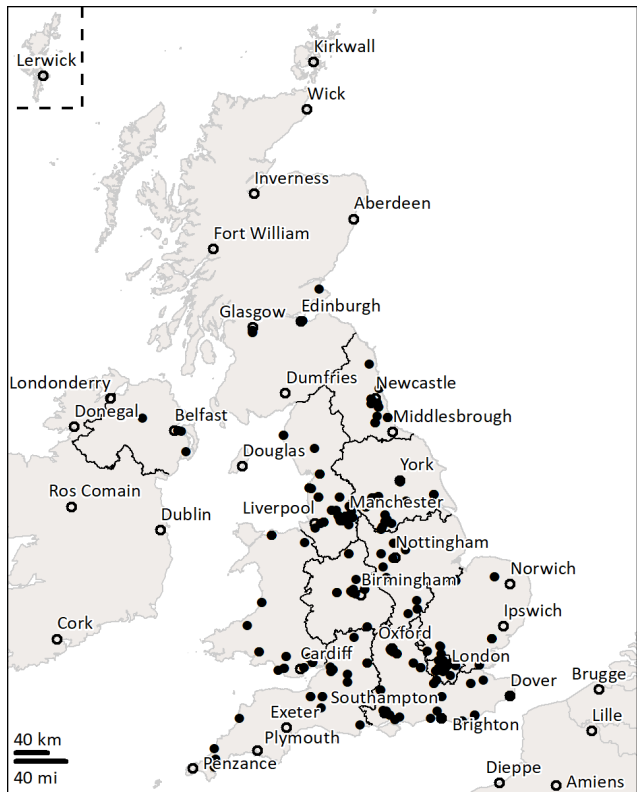 Lerwick
Kirkwall
Wick
Inverness
Aberdeen
Fort William
Glasgow
Edinburgh
Londonderry
Dumfries
Newcastle
Donegal
Belfast
Middlesbrough
Douglas
York
Ros Comain
Liverpool
Manchester
Dublin
Nottingham
Birmingham
Norwich
Ipswich
Cork
Oxford
Cardiff
London
Dover
Brugge
Southampton
Exeter
Brighton
Lille
40 km
Plymouth
Penzance
40 mi
Dieppe
Amiens